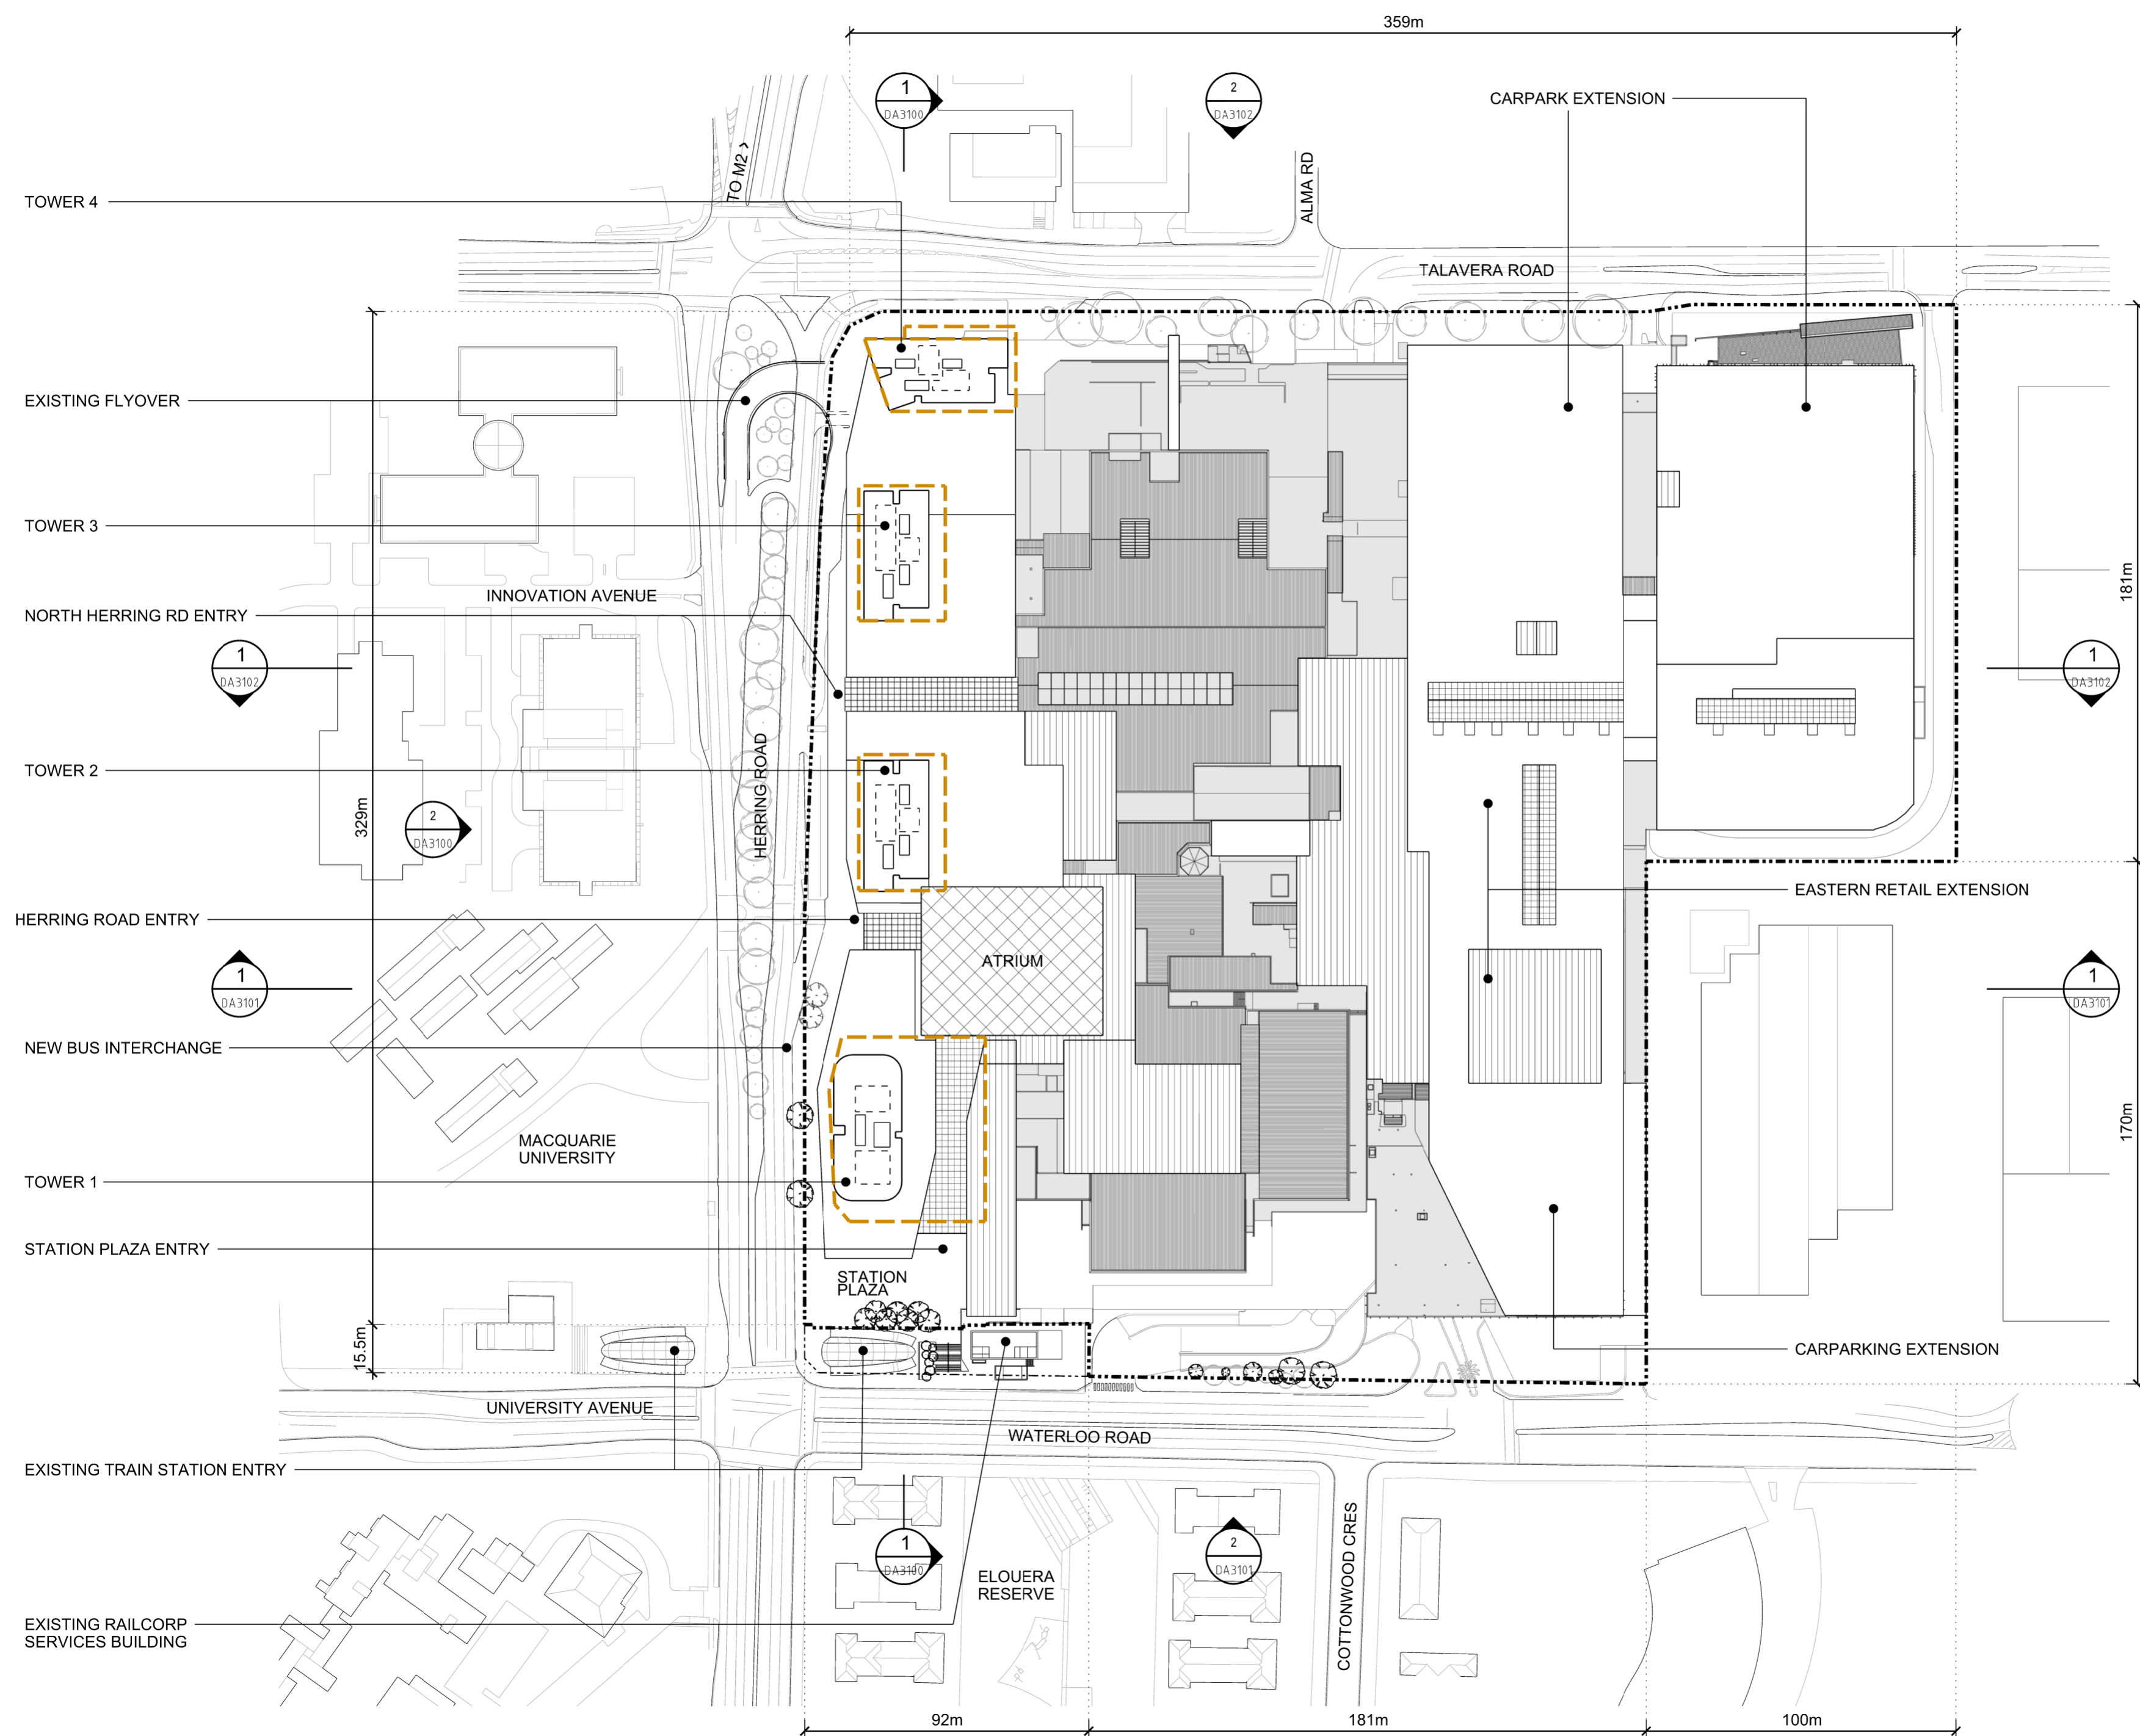 359m
1
DA3100
2
DA3102
CARPARK EXTENSION
TO M2 >
ALMA RD
TOWER 4
TALAVERA ROAD
EXISTING FLYOVER
TOWER 3
181m
INNOVATION AVENUE
NORTH HERRING RD ENTRY
1
DA3102
1
DA3102
HERRING ROAD
TOWER 2
329m
2
DA3100
EASTERN RETAIL EXTENSION
HERRING ROAD ENTRY
ATRIUM
1
DA3101
1
DA3101
NEW BUS INTERCHANGE
170m
MACQUARIE
UNIVERSITY
TOWER 1
STATION PLAZA ENTRY
STATION
PLAZA
15.5m
CARPARKING EXTENSION
UNIVERSITY AVENUE
WATERLOO ROAD
EXISTING TRAIN STATION ENTRY
1
DA3100
2
DA3101
COTTONWOOD CRES
ELOUERA
RESERVE
EXISTING RAILCORP
SERVICES BUILDING
92m
181m
100m